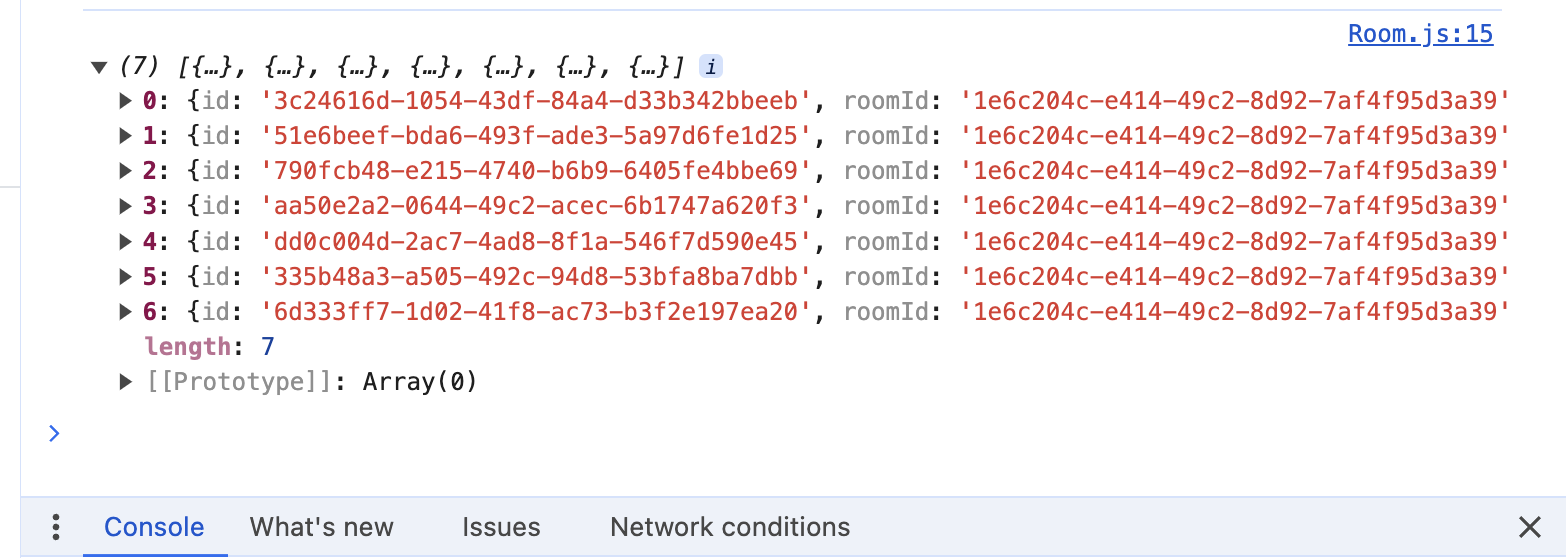 Room.js:15
(7) [{…}, {…}, {…}, {…}, {…}, {…}, {…}] i
0: {id: '3c24616d-1054-43df-84a4-d33b342bbeeb', roomId: '1e6c204c-e414-49c2-8d92-7af4f95d3a39'
1: {id: '51e6beef-bda6-493f-ade3-5a97d6fe1d25', roomId: '1e6c204c-e414-49c2-8d92-7af4f95d3a39'
2: {id: '790fcb48-e215-4740-b6b9-6405fe4bbe69', roomId: '1e6c204c-e414-49c2-8d92-7af4f95d3a39'
3: {id: 'aa50e2a2-0644-49c2-acec-6b1747a620f3', roomId: '1e6c204c-e414-49c2-8d92-7af4f95d3a39'
4: {id: 'dd0c004d-2ac7-4ad8-8f1a-546f7d590e45', roomId: '1e6c204c-e414-49c2-8d92-7af4f95d3a39'
5: {id: '335b48a3-a505-492c-94d8-53bfa8ba7dbb', roomId: '1e6c204c-e414-49c2-8d92-7af4f95d3a39'
6: {id: '6d333ff7-1d02-41f8-ac73-b3f2e197ea20', roomId: '1e6c204c-e414-49c2-8d92-7af4f95d3a39'
length: 7
[[Prototype]]: Array(0)
Console What's new Issues Network conditions